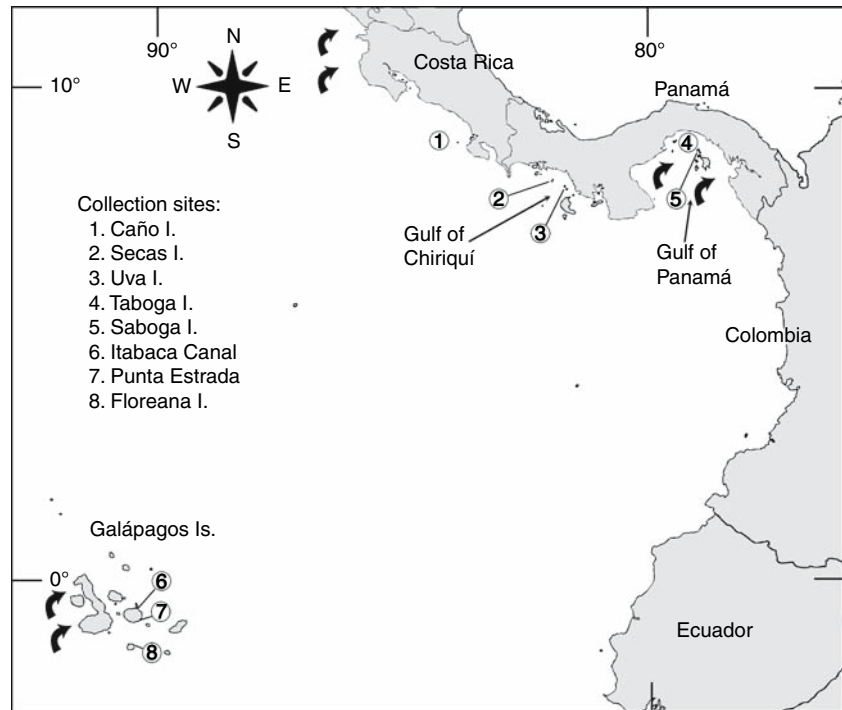 90°
80°
N
W E
S
10°
Costa Rica
Panamá
1
4
2
5
3
Gulf of
Chiriquí
Gulf of
Panamá
Collection sites:
1. Caño I.
2. Secas I.
3. Uva I.
4. Taboga I.
5. Saboga I.
6. Itabaca Canal
7. Punta Estrada
8. Floreana I.
Colombia
Galápagos Is.
0°
6
7
8
Ecuador